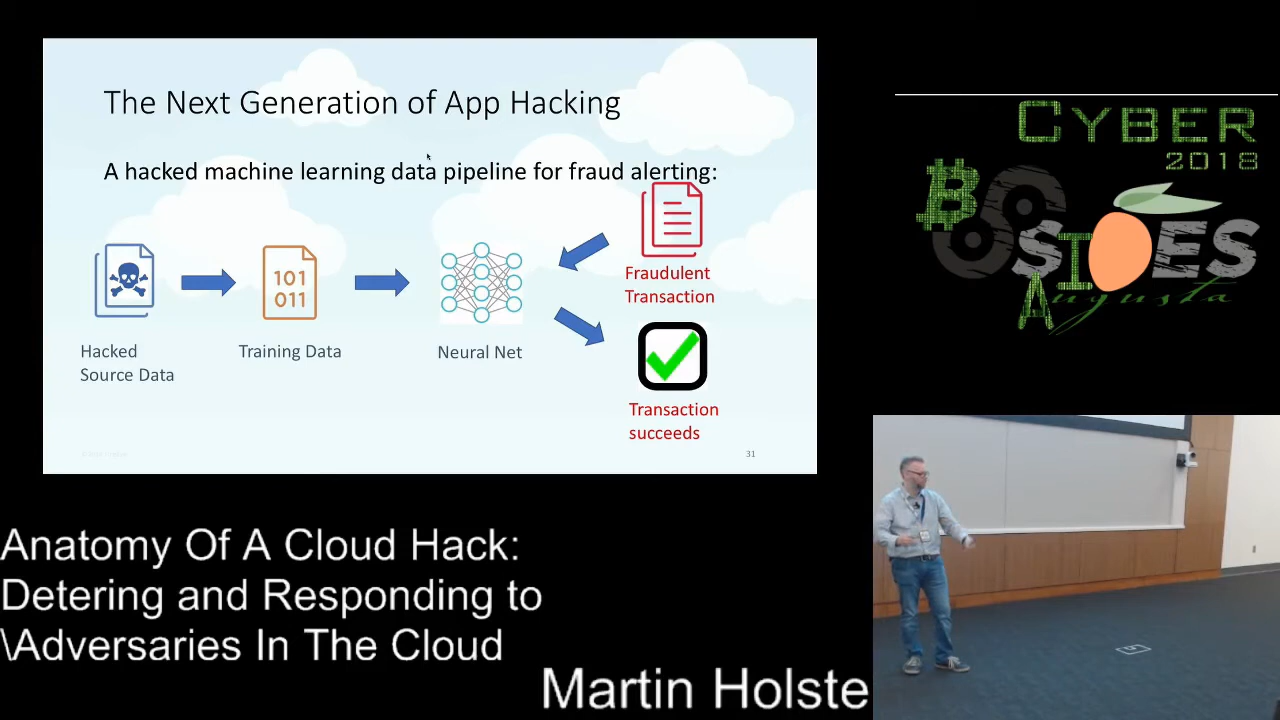 The Next Generation of App Hacking
A hacked machine learning data pipeline for fraud alerting:
101
011
Hacked
Source Data
Training Data
Neural Net
Fraudulent
Transaction
Transaction
succeeds
31
CYBER
2018
BSIDES
Augusta
Anatomy Of A Cloud Hack:
Detering and Responding to
\Adversaries In The Cloud
Martin Holste